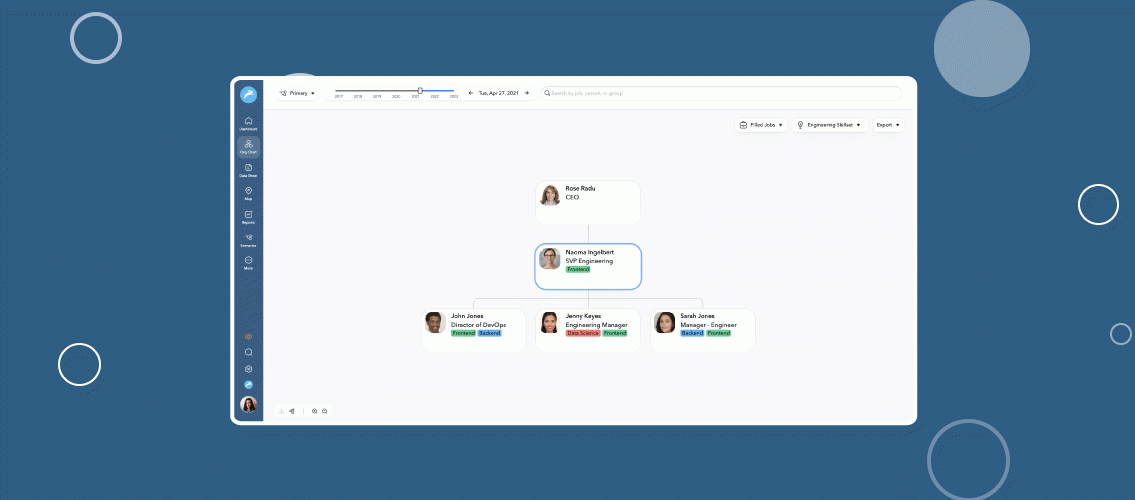 Primary
2017 2018 2019 2020 2021 2022 2023
Tue, Apr 27, 2021
Search by job, person, or group
Dashboard
Org Chart
Data Sheet
Map
Reports
Scenarios
More
Filled Jobs
Engineering Skillset
Export
Rose Radu
CEO
Naoma Ingelbert
SVP Engineering
Frontend
John Jones
Director of DevOps
Frontend Backend
Jenny Keyes
Engineering Manager
Data Science Frontend
Sarah Jones
Manager - Engineer
Backend Frontend